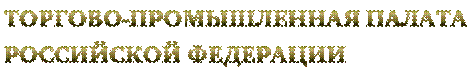 ТОРГОВО-ПРОМЫШЛЕННАЯ ПАЛАТА
РОССИЙСКОЙ ФЕДЕРАЦИИ